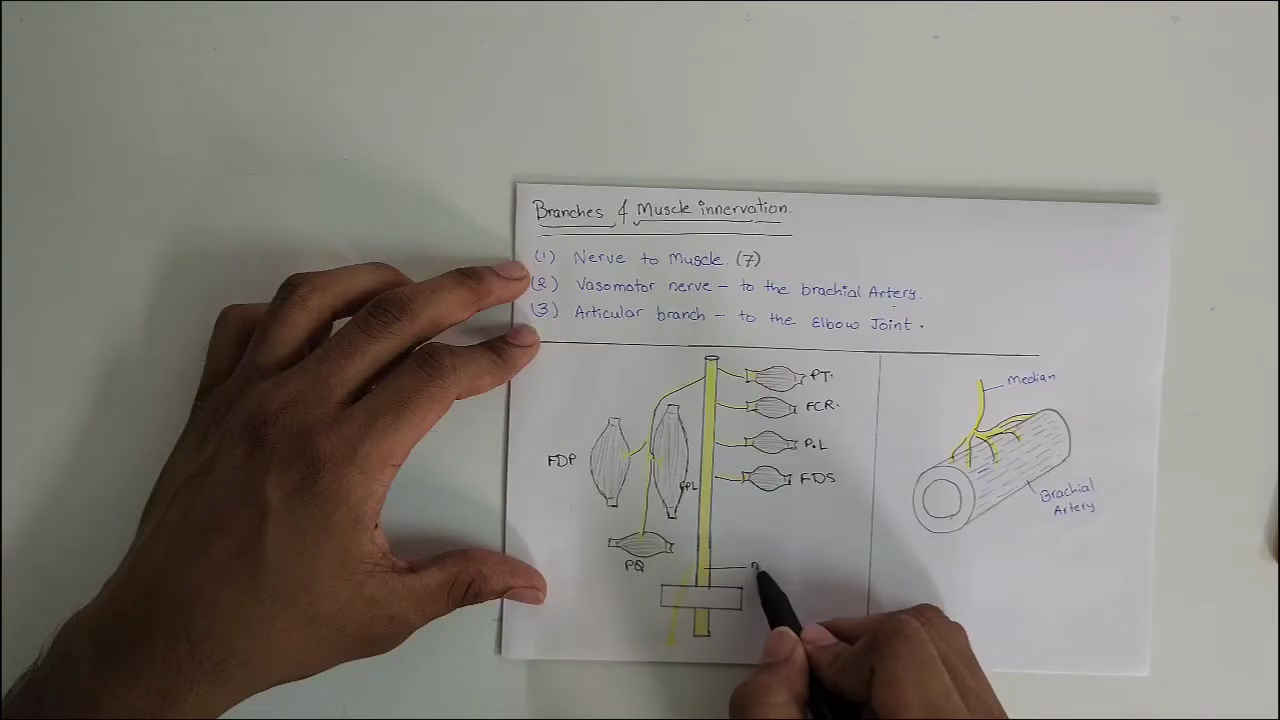 Branches & Muscle innervation.
(1) Nerve to Muscle. (7)
(2) Vasomotor nerve - to the brachial Artery.
(3) Articular branch - to the Elbow Joint.
PT.
FCR.
P.L
FDS
FDP
FPL
PQ
Median
Brachial
Artery